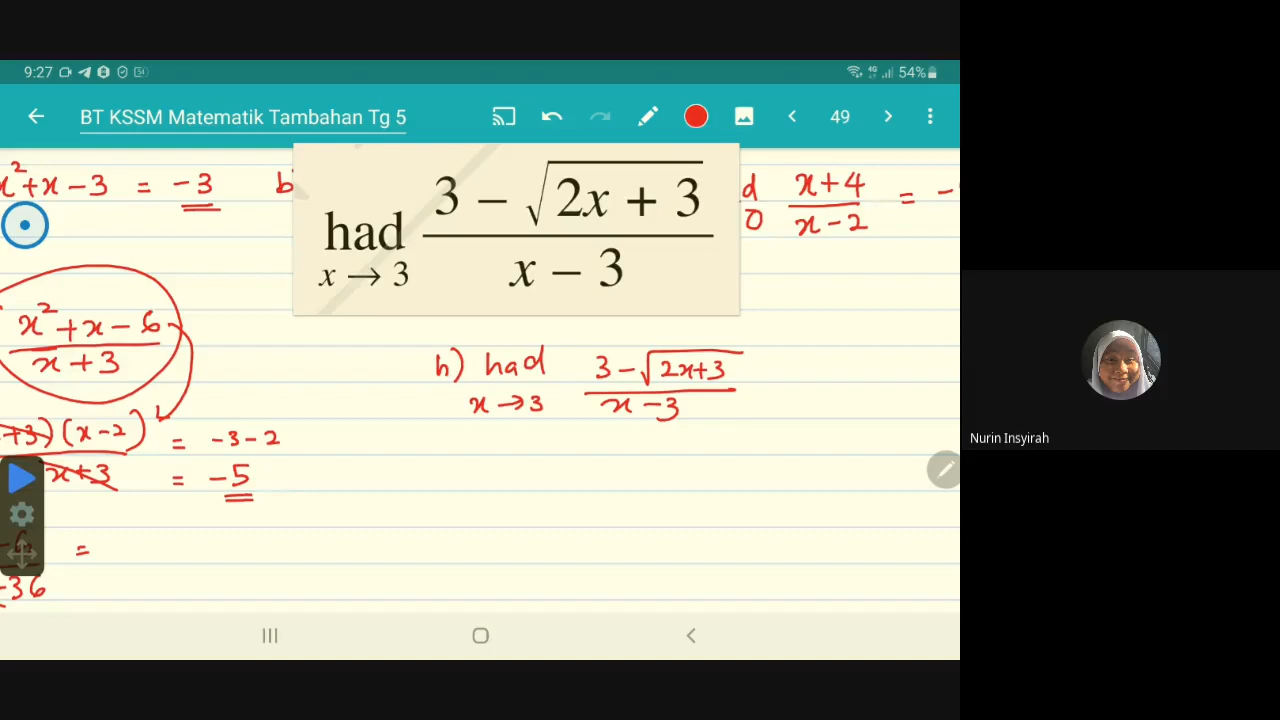 9:27 54%
BT KSSM Matematik Tambahan Tg 5 49
x²+x-3 = -3
b
had x→3 (3 - √(2x + 3))/(x - 3)
d
0
(x+4)/(x-2) = -
(x²+x-6)/(x+3)
h) had x→3 (3-√(2x+3))/(x-3)
+3)(x-2) = -3-2
x+3 = -5
-6 =
-36
Nurin Insyirah